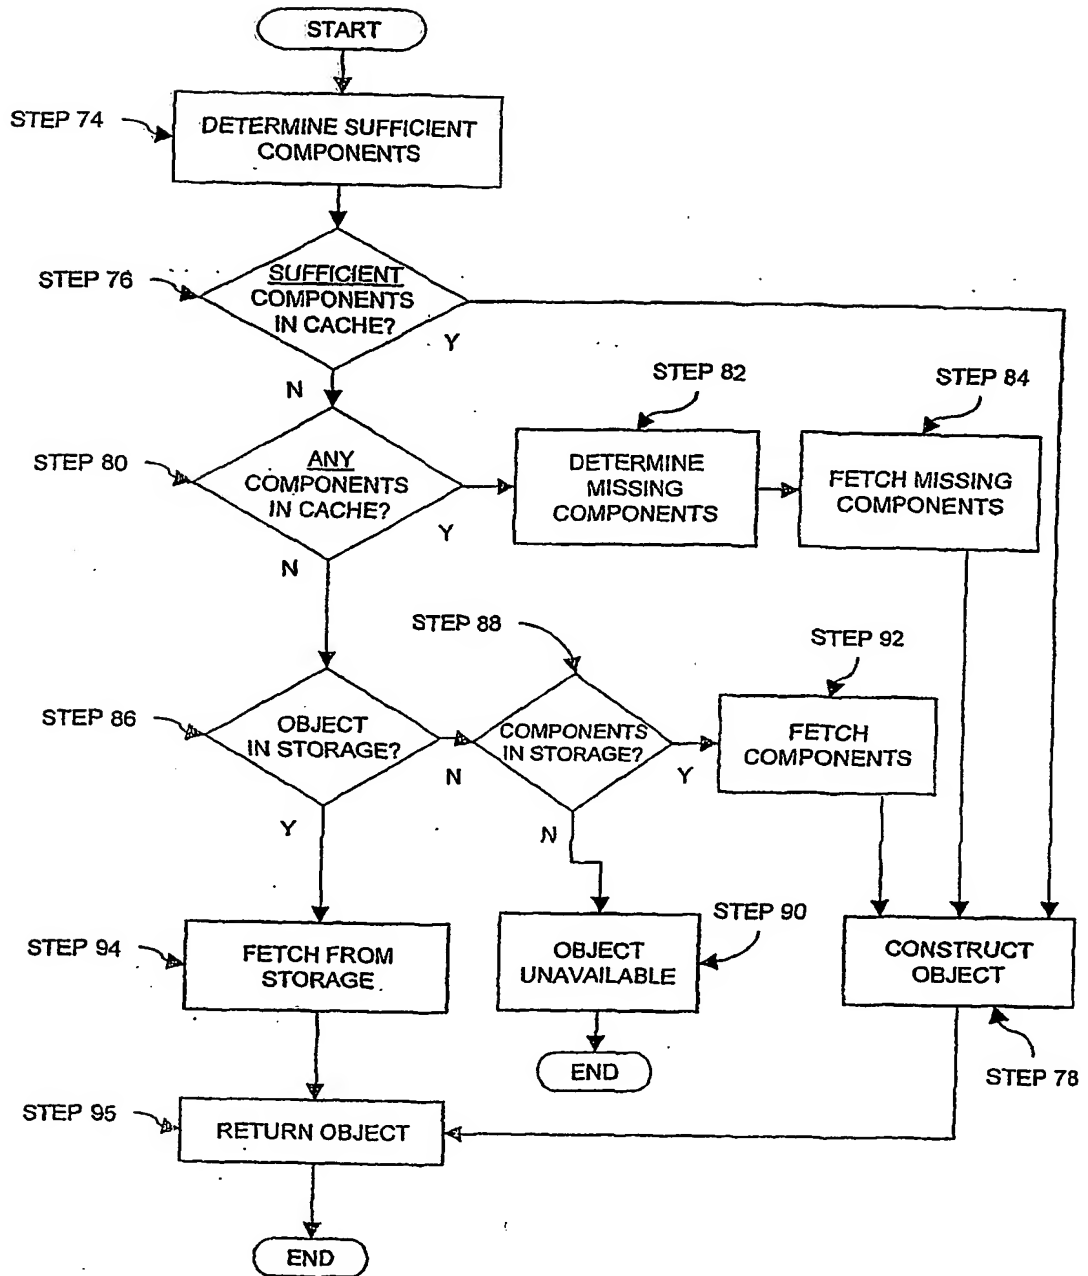 START
STEP 74
DETERMINE SUFFICIENT
COMPONENTS
STEP 76
SUFFICIENT
COMPONENTS
IN CACHE?
Y
N
STEP 82
STEP 84
STEP 80
ANY
COMPONENTS
IN CACHE?
Y
N
DETERMINE
MISSING
COMPONENTS
FETCH MISSING
COMPONENTS
STEP 88
STEP 92
STEP 86
OBJECT
IN STORAGE?
N
Y
COMPONENTS
IN STORAGE?
Y
N
FETCH
COMPONENTS
STEP 94
FETCH FROM
STORAGE
OBJECT
UNAVAILABLE
STEP 90
CONSTRUCT
OBJECT
END
STEP 78
STEP 95
RETURN OBJECT
END